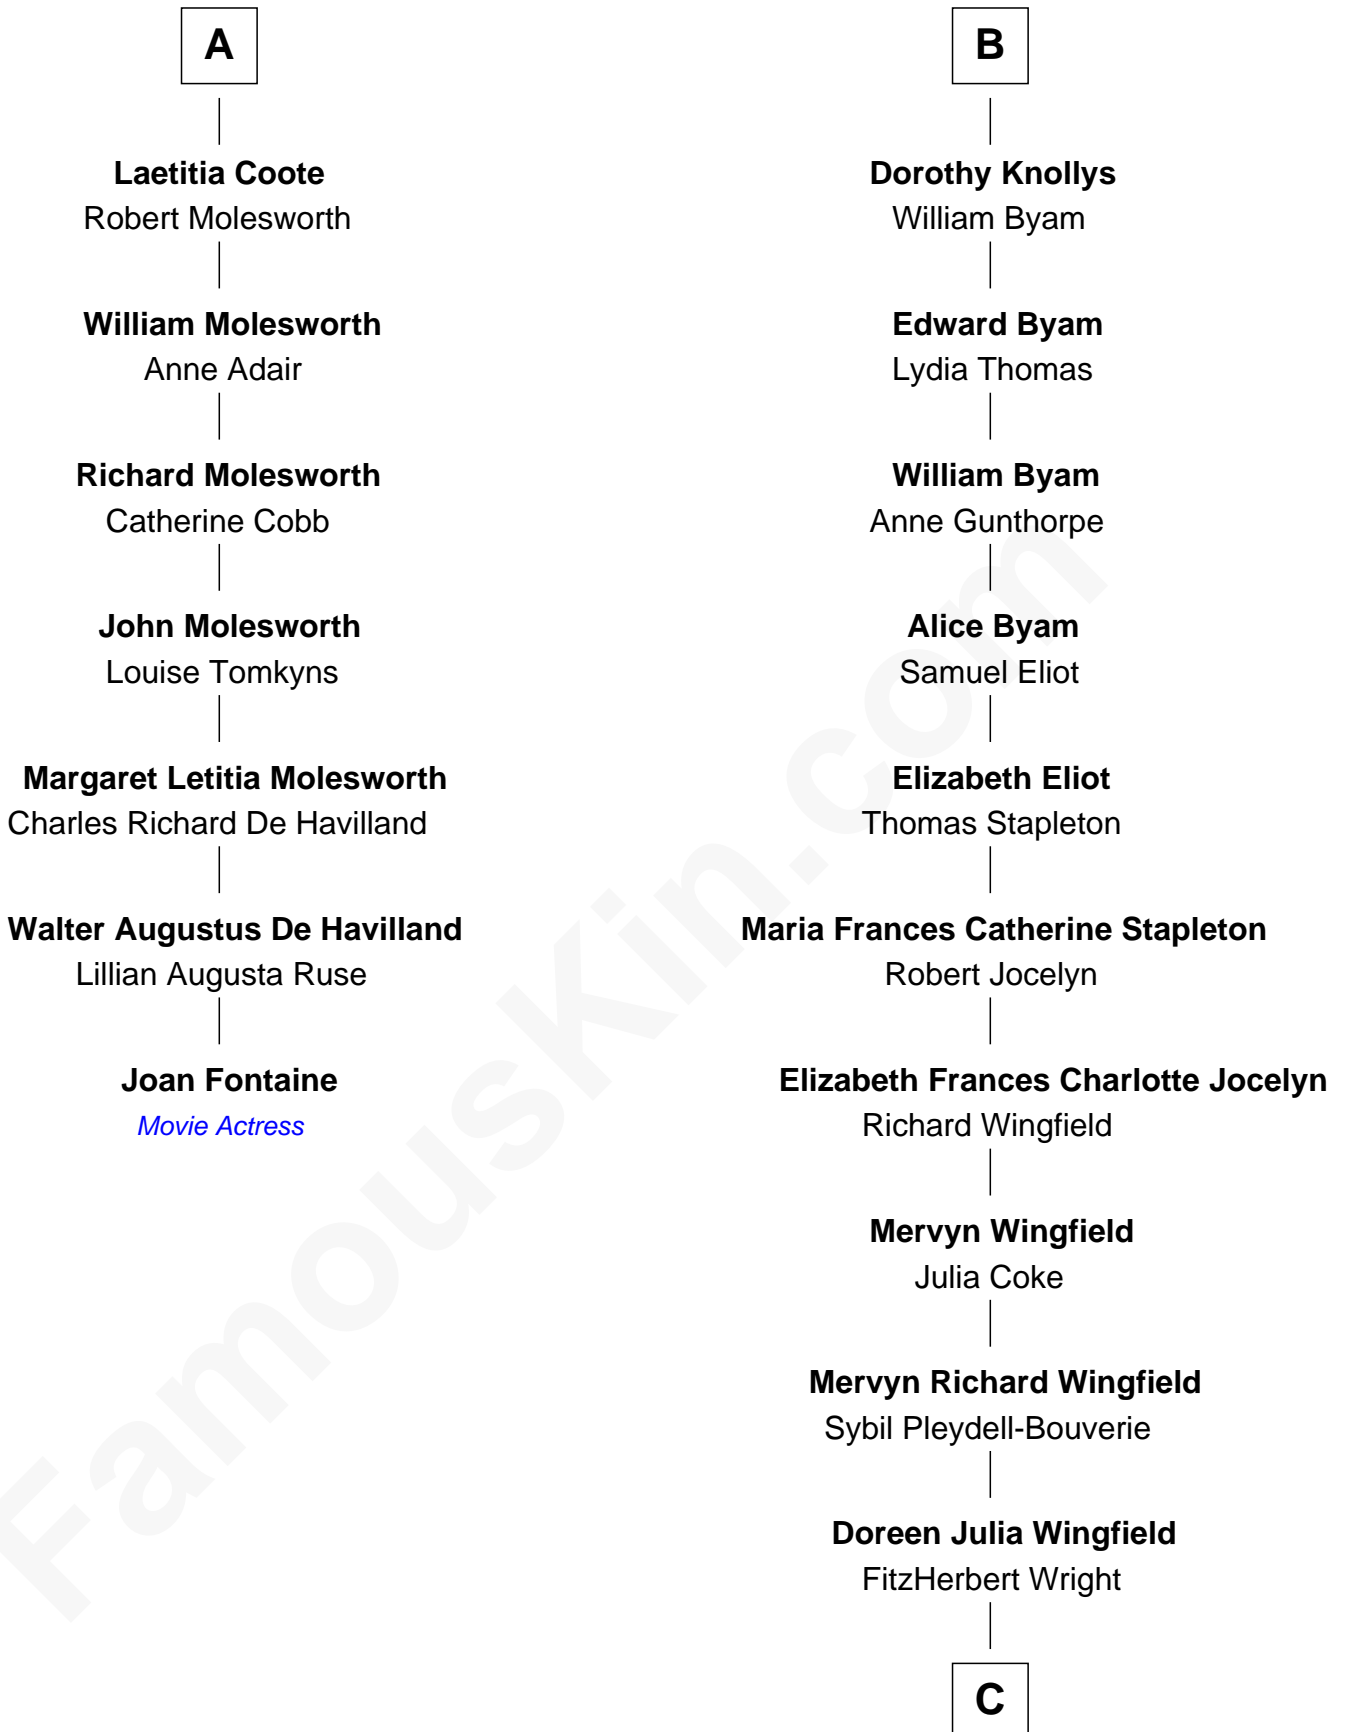 A
Laetitia Coote
Robert Molesworth
William Molesworth
Anne Adair
Richard Molesworth
Catherine Cobb
John Molesworth
Louise Tomkyns
Margaret Letitia Molesworth
Charles Richard De Havilland
Walter Augustus De Havilland
Lillian Augusta Ruse
Joan Fontaine
Movie Actress
B
Dorothy Knollys
William Byam
Edward Byam
Lydia Thomas
William Byam
Anne Gunthorpe
Alice Byam
Samuel Eliot
Elizabeth Eliot
Thomas Stapleton
Maria Frances Catherine Stapleton
Robert Jocelyn
Elizabeth Frances Charlotte Jocelyn
Richard Wingfield
Mervyn Wingfield
Julia Coke
Mervyn Richard Wingfield
Sybil Pleydell-Bouverie
Doreen Julia Wingfield
FitzHerbert Wright
C
FamousKin.com